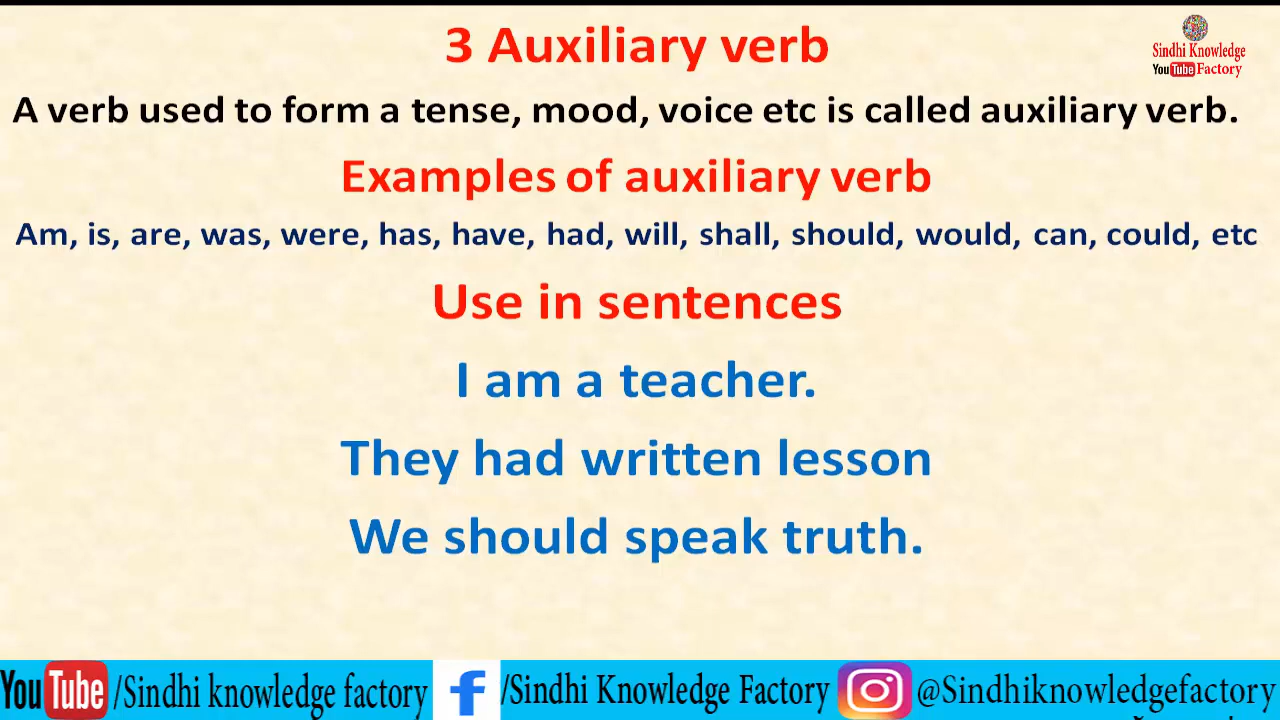 3 Auxiliary verb
Sindhi Knowledge
YouTube Factory
A verb used to form a tense, mood, voice etc is called auxiliary verb.
Examples of auxiliary verb
Am, is, are, was, were, has, have, had, will, shall, should, would, can, could, etc
Use in sentences
I am a teacher.
They had written lesson
We should speak truth.
YouTube /Sindhi knowledge factory f /Sindhi Knowledge Factory @Sindhiknowledgefactory